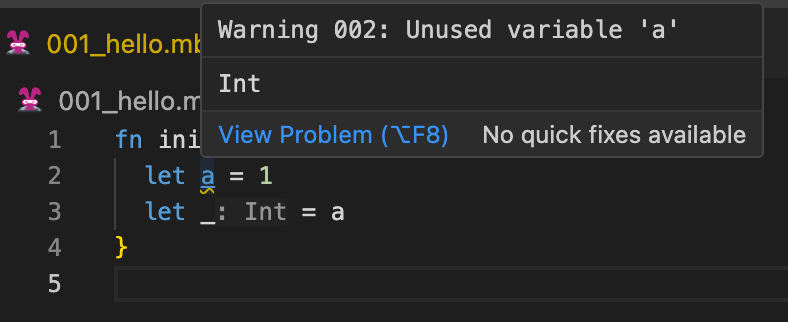 001_hello.mb
Warning 002: Unused variable 'a'
Int
View Problem (⌥F8) No quick fixes available
001_hello.m
1 fn ini
2 let a = 1
3 let _: Int = a
4 }
5